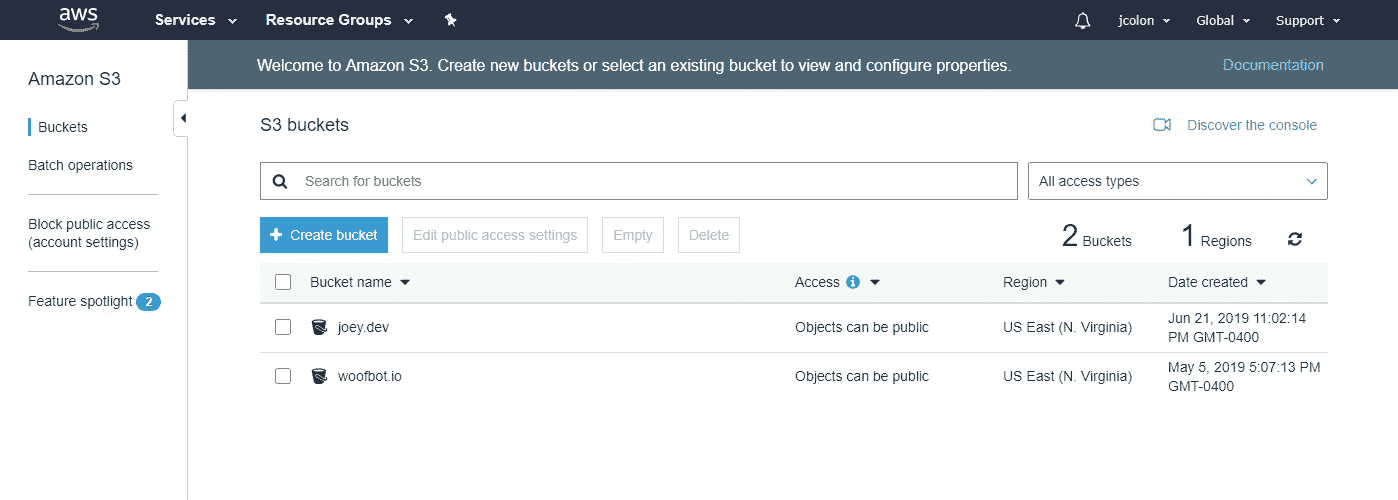 aws Services Resource Groups jcolon Global Support
Amazon S3
Welcome to Amazon S3. Create new buckets or select an existing bucket to view and configure properties. Documentation
Buckets
Batch operations
Block public access
(account settings)
Feature spotlight 2
S3 buckets Discover the console
Search for buckets All access types
+ Create bucket Edit public access settings Empty Delete 2 Buckets 1 Regions
Bucket name Access i Region Date created
joey.dev Objects can be public US East (N. Virginia) Jun 21, 2019 11:02:14
PM GMT-0400
woofbot.io Objects can be public US East (N. Virginia) May 5, 2019 5:07:13 PM
GMT-0400